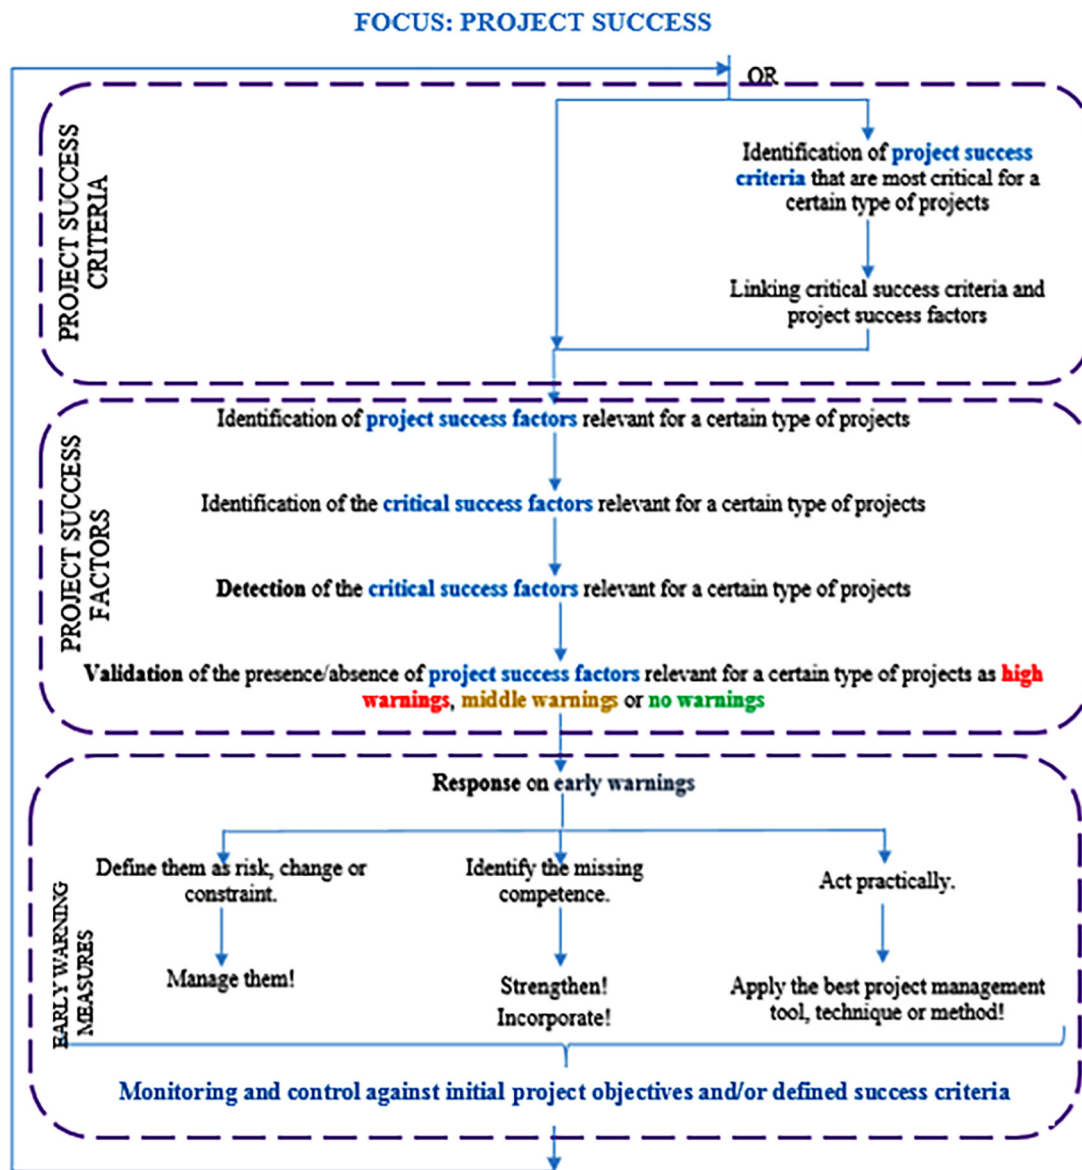 FOCUS: PROJECT SUCCESS
OR
PROJECT SUCCESS
CRITERIA
Identification of project success
criteria that are most critical for a
certain type of projects
Linking critical success criteria and
project success factors
PROJECT SUCCESS
FACTORS
Identification of project success factors relevant for a certain type of projects
Identification of the critical success factors relevant for a certain type of projects
Detection of the critical success factors relevant for a certain type of projects
Validation of the presence/absence of project success factors relevant for a certain type of projects as high
warnings, middle warnings or no warnings
EARLY WARNING
MEASURES
Response on early warnings
Define them as risk, change or
constraint.
Identify the missing
competence.
Act practically.
Manage them!
Strengthen!
Incorporate!
Apply the best project management
tool, technique or method!
Monitoring and control against initial project objectives and/or defined success criteria